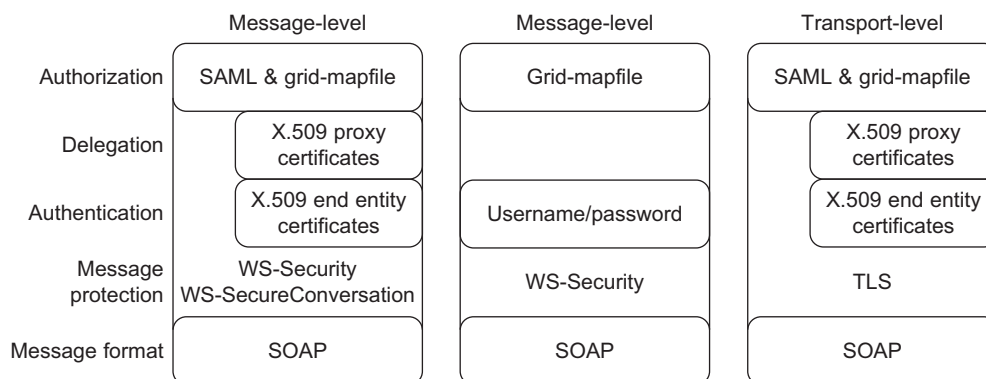 Message-level Message-level Transport-level
Authorization SAML & grid-mapfile Grid-mapfile SAML & grid-mapfile
Delegation
X.509 proxy
certificates
X.509 proxy
certificates
Authentication
X.509 end entity
certificates
Username/password
X.509 end entity
certificates
Message
protection
WS-Security
WS-SecureConversation
WS-Security
TLS
Message format SOAP SOAP SOAP